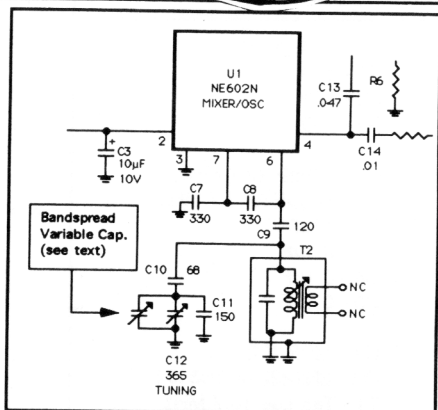 U1
NE602N
MIXER/OSC
C13
.047
R6
2
4
C3
10µF
10V
3
7
6
C14
.01
C7
330
C8
330
C9
120
Bandspread
Variable Cap.
(see text)
T2
C10
68
NC
NC
C11
150
C12
365
TUNING
+